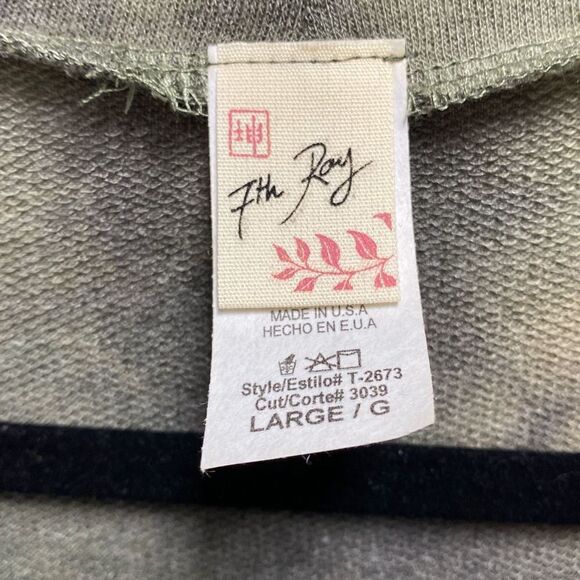 7th Ray
MADE IN U.S.A
HECHO EN E.U.A
Style/Estilo# T-2673
Cut/Corte# 3039
LARGE / G